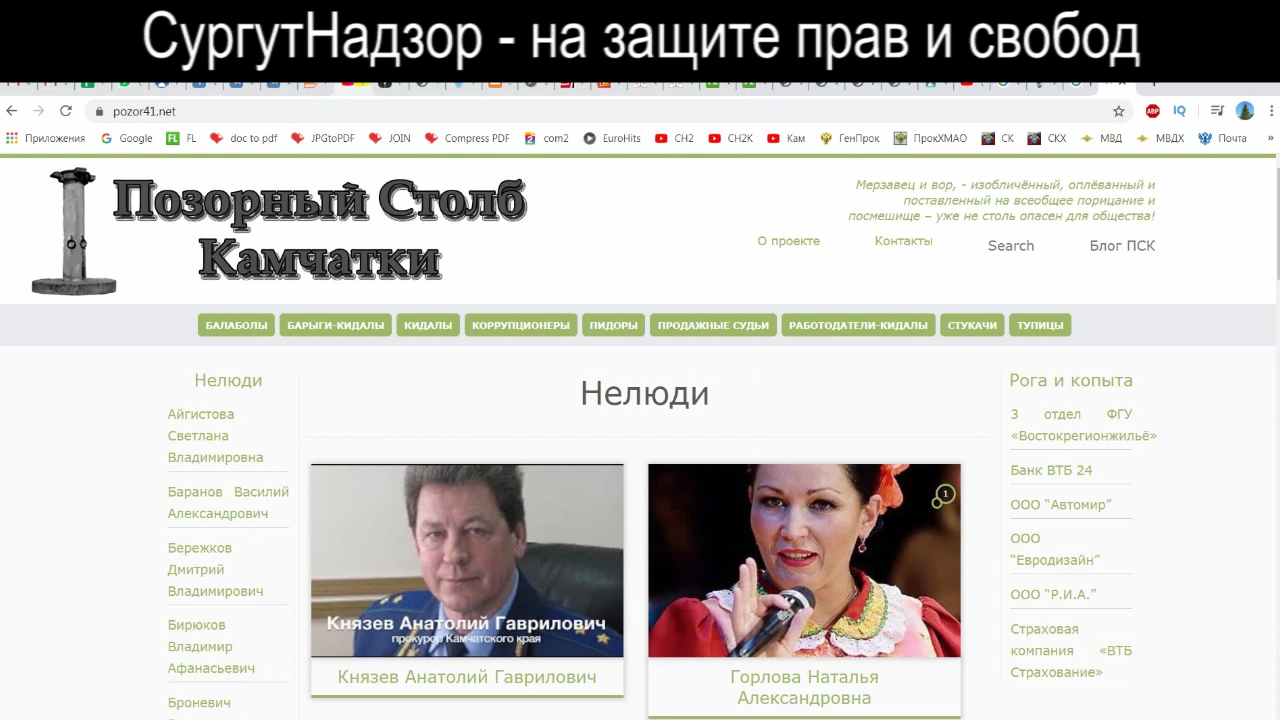 СургутНадзор - на защите прав и свобод
pozor41.net
ABP
IQ
Приложения
Google
FL
FL
doc to pdf
JPGtoPDF
JOIN
Compress PDF
com2
EuroHits
CH2
CH2K
Кам
ГенПрок
ПрокХМАО
СК
СКХ
МВД
МВДХ
Почта
»
Позорный Столб
Камчатки
Мерзавец и вор, - изобличённый, оплёванный и
поставленный на всеобщее порицание и
посмешище – уже не столь опасен для общества!
О проекте
Контакты
Search
Блог ПСК
БАЛАБОЛЫ
БАРЫГИ-КИДАЛЫ
КИДАЛЫ
КОРРУПЦИОНЕРЫ
ПИДОРЫ
ПРОДАЖНЫЕ СУДЬИ
РАБОТОДАТЕЛИ-КИДАЛЫ
СТУКАЧИ
ТУПИЦЫ
Нелюди
Айгистова
Светлана
Владимировна
Баранов Василий
Александрович
Бережков
Дмитрий
Владимирович
Бирюков
Владимир
Афанасьевич
Броневич
Нелюди
Князев Анатолий Гаврилович
прокурор Камчатского края
Князев Анатолий Гаврилович
1
Горлова Наталья
Александровна
Рога и копыта
3 отдел ФГУ
«Востокрегионжильё»
Банк ВТБ 24
ООО “Автомир”
ООО
“Евродизайн”
ООО “Р.И.А.”
Страховая
компания «ВТБ
Страхование»